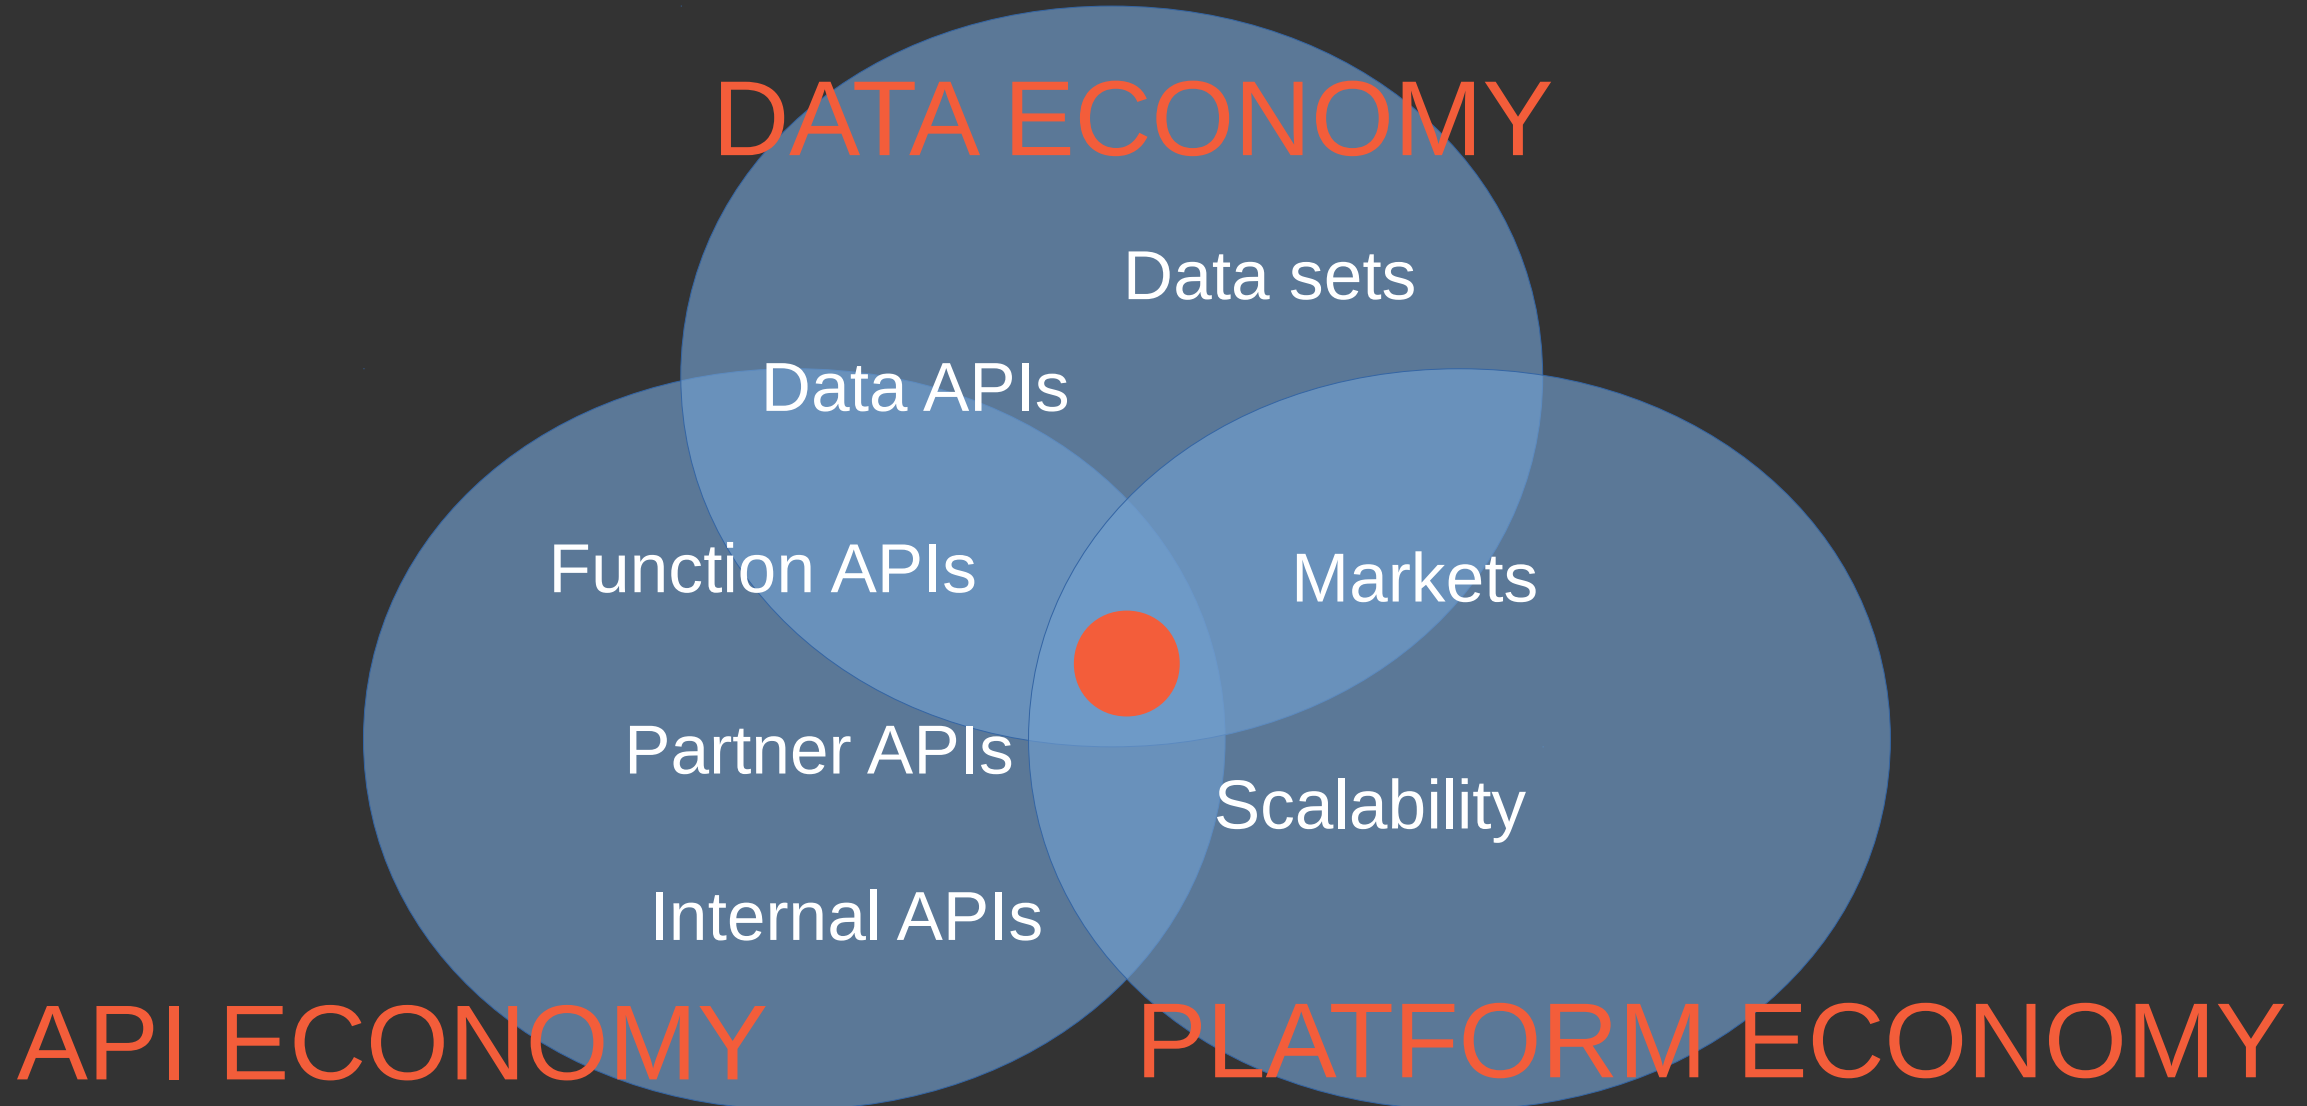 DATA ECONOMY
Data sets
Data APIs
Function APIs
Markets
Partner APIs
Scalability
Internal APIs
API ECONOMY
PLATFORM ECONOMY